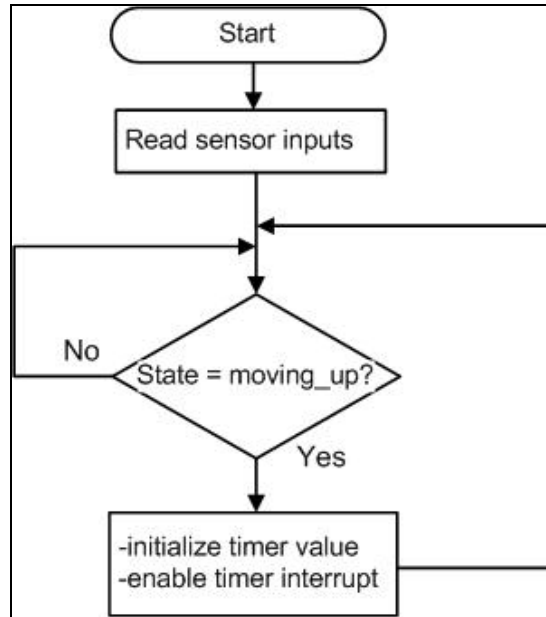 Start
Read sensor inputs
State = moving_up?
No
Yes
-initialize timer value
-enable timer interrupt